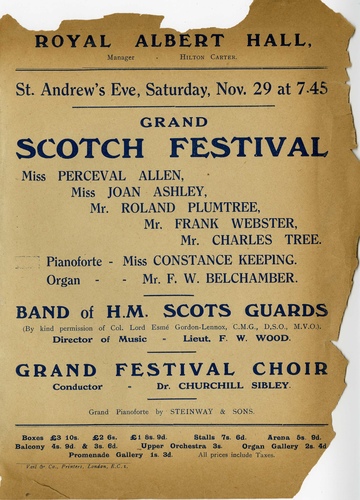 ROYAL ALBERT HALL,
Manager - HILTON CARTER.
St. Andrew's Eve, Saturday, Nov. 29 at 7.45
GRAND
SCOTCH FESTIVAL
Miss PERCEVAL ALLEN,
Miss JOAN ASHLEY,
Mr. ROLAND PLUMTREE,
Mr. FRANK WEBSTER,
Mr. CHARLES TREE.
Pianoforte - Miss CONSTANCE KEEPING.
Organ - - Mr. F. W. BELCHAMBER.
BAND of H.M. SCOTS GUARDS
(By kind permission of Col. Lord Esmé Gordon-Lennox, C.M.G., D.S.O., M.V.O.).
Director of Music - Lieut. F. W. WOOD.
GRAND FESTIVAL CHOIR
Conductor - Dr. CHURCHILL SIBLEY.
Grand Pianoforte by STEINWAY & SONS.
Boxes £3 10s. £2 6s. £1 8s. 9d. Stalls 7s. 6d. Arena 5s. 9d.
Balcony 4s. 9d. & 3s. 6d. Upper Orchestra 3s. Organ Gallery 2s. 4d
Promenade Gallery 1s. 3d. All prices include Taxes.
& Co., Printers, London, E.C.1.